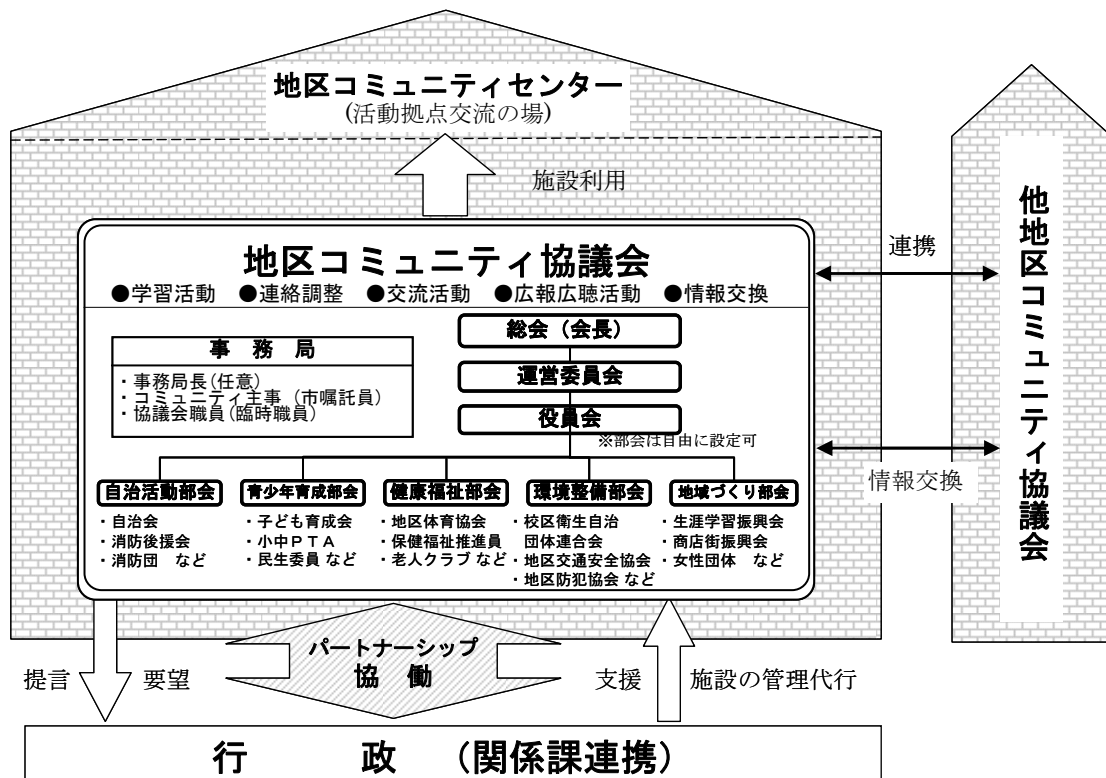 地区コミュニティセンター
(活動拠点交流の場)
施設利用
地区コミュニティ協議会
●学習活動 ●連絡調整 ●交流活動 ●広報広聴活動 ●情報交換
総会（会長）
運営委員会
役員会
※部会は自由に設定可
事 務 局
・事務局長(任意)
・コミュニティ主事（市嘱託員）
・協議会職員(臨時職員)
自治活動部会
・自治会
・消防後援会
・消防団 など
青少年育成部会
・子ども育成会
・小中ＰＴＡ
・民生委員 など
健康福祉部会
・地区体育協会
・保健福祉推進員
・老人クラブ など
環境整備部会
・校区衛生自治
団体連合会
・地区交通安全協会
・地区防犯協会 など
地域づくり部会
・生涯学習振興会
・商店街振興会
・女性団体 など
連携
情報交換
他地区コミュニティ協議会
提言 要望
パートナーシップ
協 働
支援 施設の管理代行
行 政 （関係課連携）